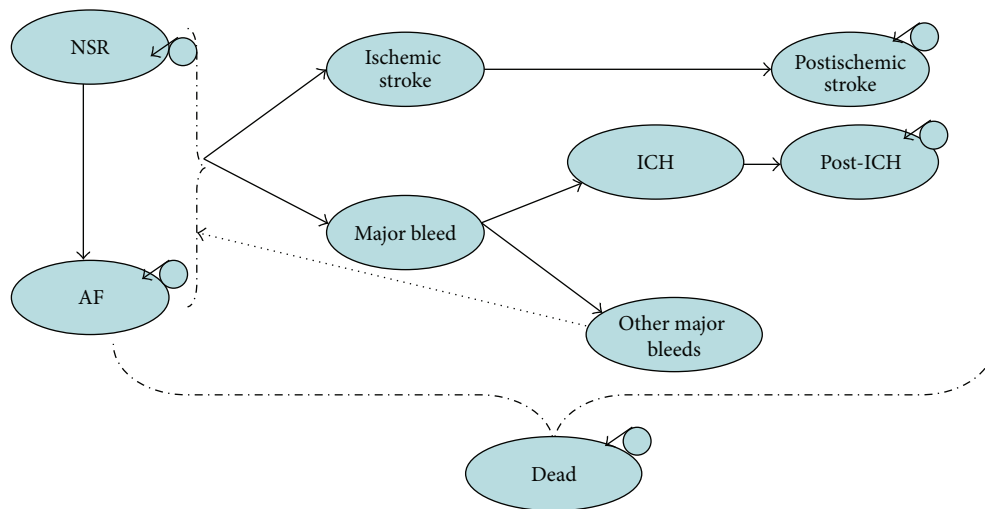 NSR
Ischemic
stroke
Postischemic
stroke
ICH
Post-ICH
Major bleed
AF
Other major
bleeds
Dead